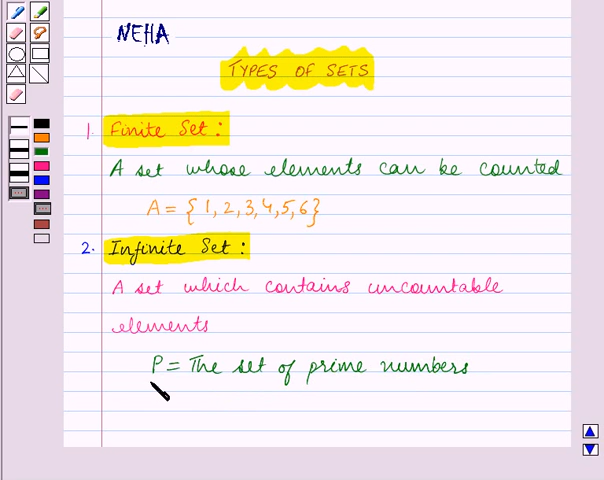 NEHA
TYPES OF SETS
1. Finite Set :
A set whose elements can be counted
A = { 1, 2, 3, 4, 5, 6 }
2. Infinite Set :
A set which contains uncountable
elements
P = The set of prime numbers